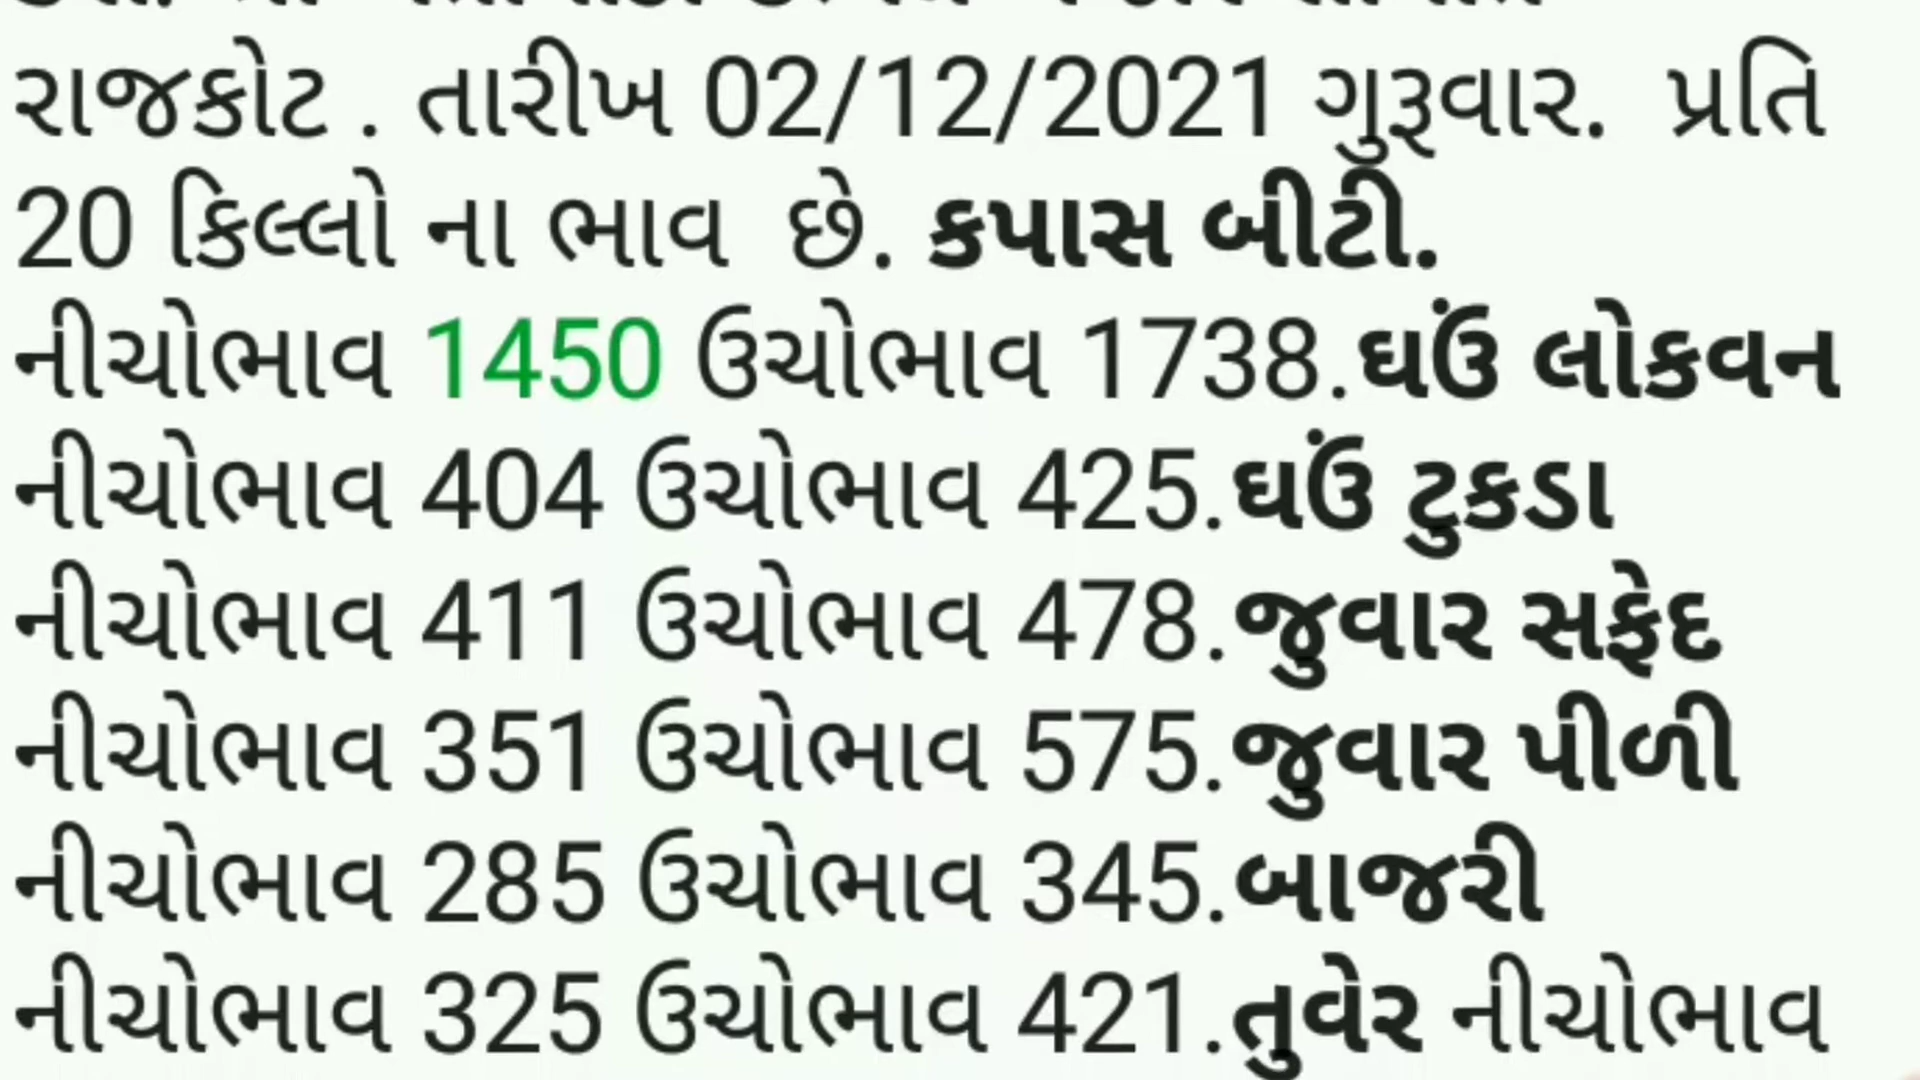 રાજકોટ . તારીખ 02/12/2021 ગુરૂવાર. પ્રતિ
20 કિલ્લો ના ભાવ છે. કપાસ બીટી.
નીચોભાવ 1450 ઉચોભાવ 1738.ઘઉં લોકવન
નીચોભાવ 404 ઉચોભાવ 425.ઘઉં ટુકડા
નીચોભાવ 411 ઉચોભાવ 478.જુવાર સફેદ
નીચોભાવ 351 ઉચોભાવ 575.જુવાર પીળી
નીચોભાવ 285 ઉચોભાવ 345.બાજરી
નીચોભાવ 325 ઉચોભાવ 421.તુવેર નીચોભાવ